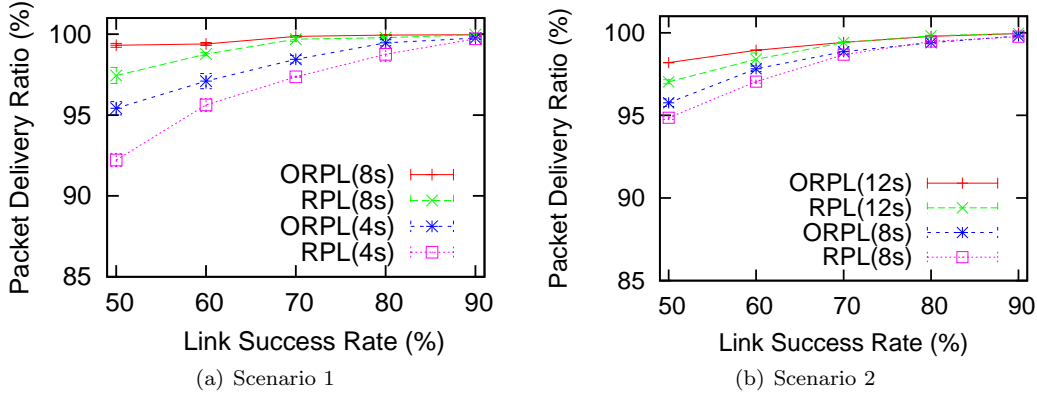 Packet Delivery Ratio (%)
100
95
90
85
ORPL(8s)
RPL(8s)
ORPL(4s)
RPL(4s)
50 60 70 80 90
Link Success Rate (%)
(a) Scenario 1
Packet Delivery Ratio (%)
100
95
90
85
ORPL(12s)
RPL(12s)
ORPL(8s)
RPL(8s)
50 60 70 80 90
Link Success Rate (%)
(b) Scenario 2